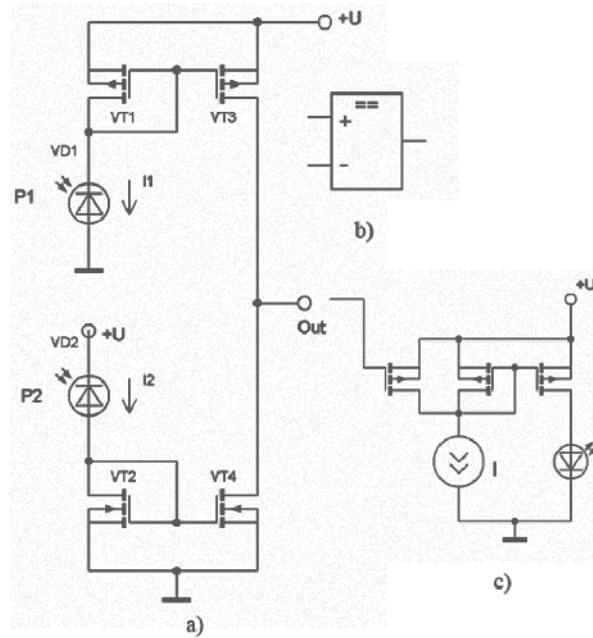 +U
VT1
VT3
==
+
-
VD1
P1
I1
b)
+U
Out
VD2
+U
P2
I2
VT2
VT4
I
c)
a)